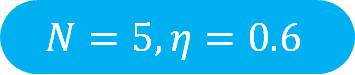 N = 5, η = 0.6